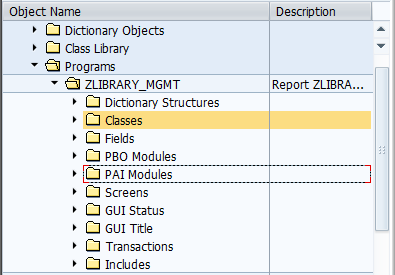 Object Name Description
Dictionary Objects
Class Library
Programs
ZLIBRARY_MGMT Report ZLIBRA...
Dictionary Structures
Classes
Fields
PBO Modules
PAI Modules
Screens
GUI Status
GUI Title
Transactions
Includes